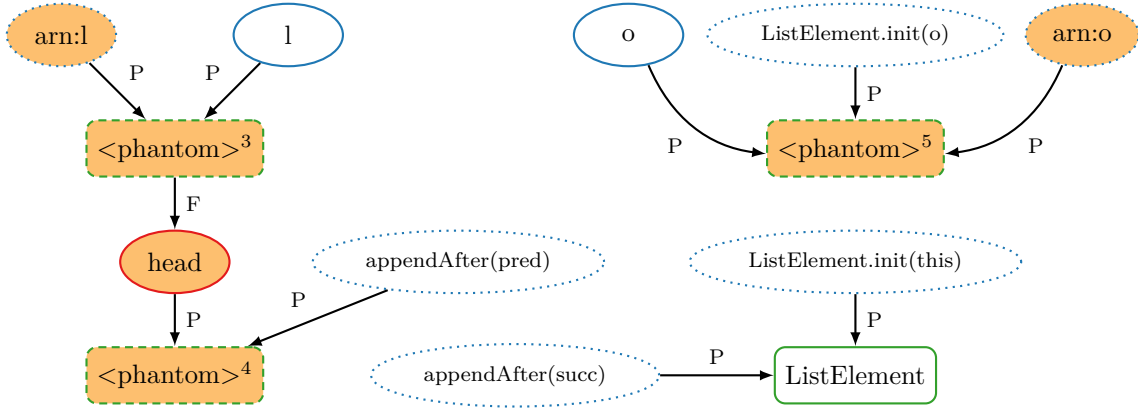 arn:l
l
o
ListElement.init(o)
arn:o
P
P
P
<phantom>³
<phantom>⁵
P
P
F
head
appendAfter(pred)
ListElement.init(this)
P
P
P
<phantom>⁴
appendAfter(succ)
P
ListElement